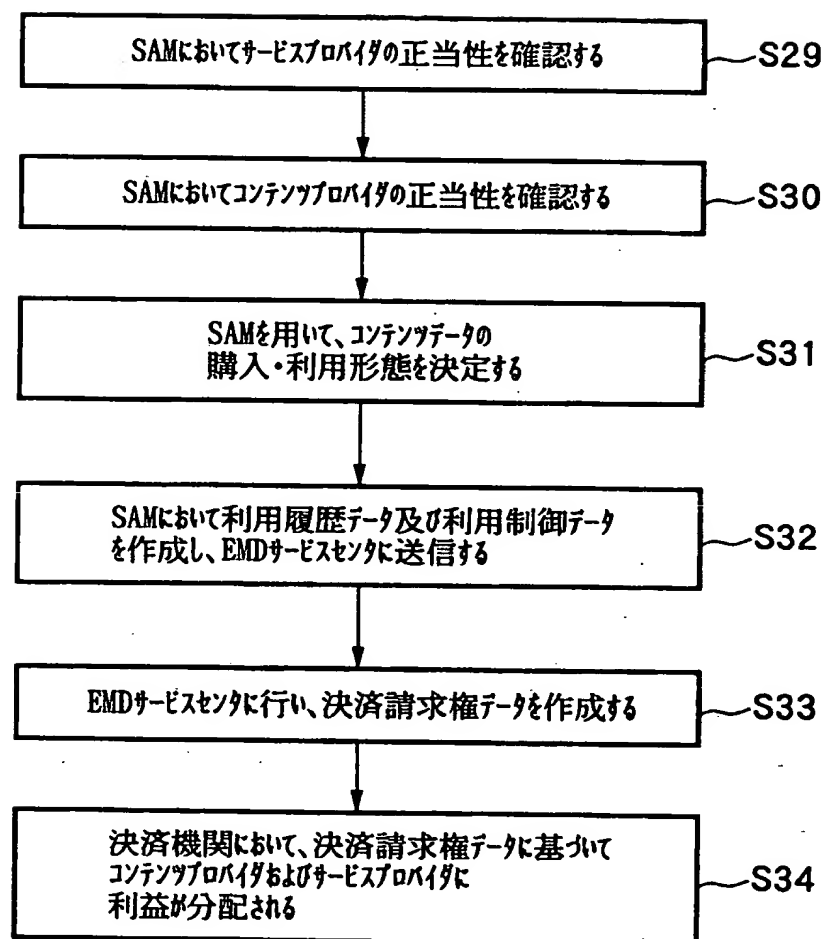 SAMにおいてサービスプロバイダの正当性を確認する
S29
SAMにおいてコンテンツプロバイダの正当性を確認する
S30
SAMを用いて、コンテンツデータの
購入・利用形態を決定する
S31
SAMにおいて利用履歴データ及び利用制御データ
を作成し、EMDサービスセンタに送信する
S32
EMDサービスセンタに行い、決済請求権データを作成する
S33
決済機関において、決済請求権データに基づいて
コンテンツプロバイダおよびサービスプロバイダに
利益が分配される
S34